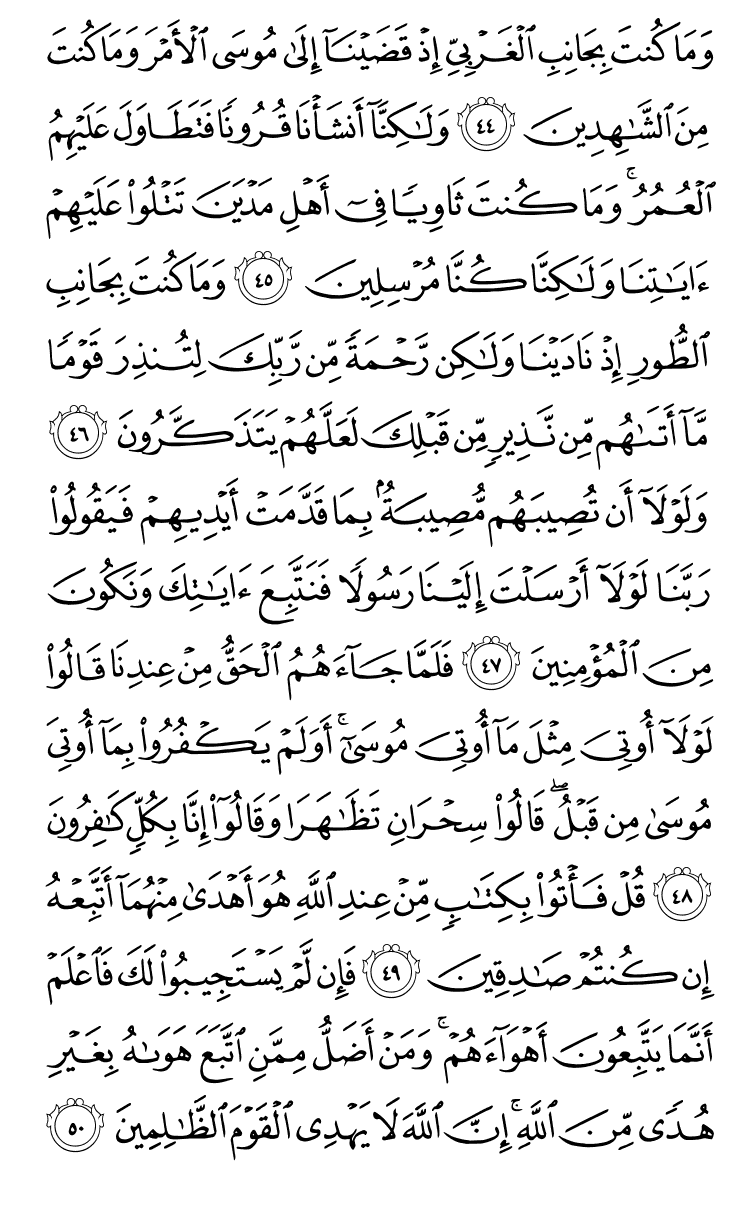 وَمَا كُنتَ بِجَانِبِ ٱلْغَرْبِيِّ إِذْ قَضَيْنَآ إِلَىٰ مُوسَى ٱلْأَمْرَ وَمَا كُنتَ
مِنَ ٱلشَّـٰهِدِينَ ٤٤ وَلَـٰكِنَّآ أَنشَأْنَا قُرُونًا فَتَطَاوَلَ عَلَيْهِمُ
ٱلْعُمُرُ ۚ وَمَا كُنتَ ثَاوِيًا فِىٓ أَهْلِ مَدْيَنَ تَتْلُوا۟ عَلَيْهِمْ
ءَايَـٰتِنَا وَلَـٰكِنَّا كُنَّا مُرْسِلِينَ ٤٥ وَمَا كُنتَ بِجَانِبِ
ٱلطُّورِ إِذْ نَادَيْنَا وَلَـٰكِن رَّحْمَةً مِّن رَّبِّكَ لِتُنذِرَ قَوْمًا
مَّآ أَتَىٰهُم مِّن نَّذِيرٍ مِّن قَبْلِكَ لَعَلَّهُمْ يَتَذَكَّرُونَ ٤٦
وَلَوْلَآ أَن تُصِيبَهُم مُّصِيبَةٌۢ بِمَا قَدَّمَتْ أَيْدِيهِمْ فَيَقُولُوا۟
رَبَّنَا لَوْلَآ أَرْسَلْتَ إِلَيْنَا رَسُولًا فَنَتَّبِعَ ءَايَـٰتِكَ وَنَكُونَ
مِنَ ٱلْمُؤْمِنِينَ ٤٧ فَلَمَّا جَآءَهُمُ ٱلْحَقُّ مِنْ عِندِنَا قَالُوا۟
لَوْلَآ أُوتِىَ مِثْلَ مَآ أُوتِىَ مُوسَىٰٓ ۚ أَوَلَمْ يَكْفُرُوا۟ بِمَآ أُوتِىَ
مُوسَىٰ مِن قَبْلُ ۖ قَالُوا۟ سِحْرَانِ تَظَـٰهَرَا وَقَالُوٓا۟ إِنَّا بِكُلٍّ كَـٰفِرُونَ
٤٨ قُلْ فَأْتُوا۟ بِكِتَـٰبٍ مِّنْ عِندِ ٱللَّهِ هُوَ أَهْدَىٰ مِنْهُمَآ أَتَّبِعْهُ
إِن كُنتُمْ صَـٰدِقِينَ ٤٩ فَإِن لَّمْ يَسْتَجِيبُوا۟ لَكَ فَٱعْلَمْ
أَنَّمَا يَتَّبِعُونَ أَهْوَآءَهُمْ ۚ وَمَنْ أَضَلُّ مِمَّنِ ٱتَّبَعَ هَوَىٰهُ بِغَيْرِ
هُدًى مِّنَ ٱللَّهِ ۚ إِنَّ ٱللَّهَ لَا يَهْدِى ٱلْقَوْمَ ٱلظَّـٰلِمِينَ ٥٠